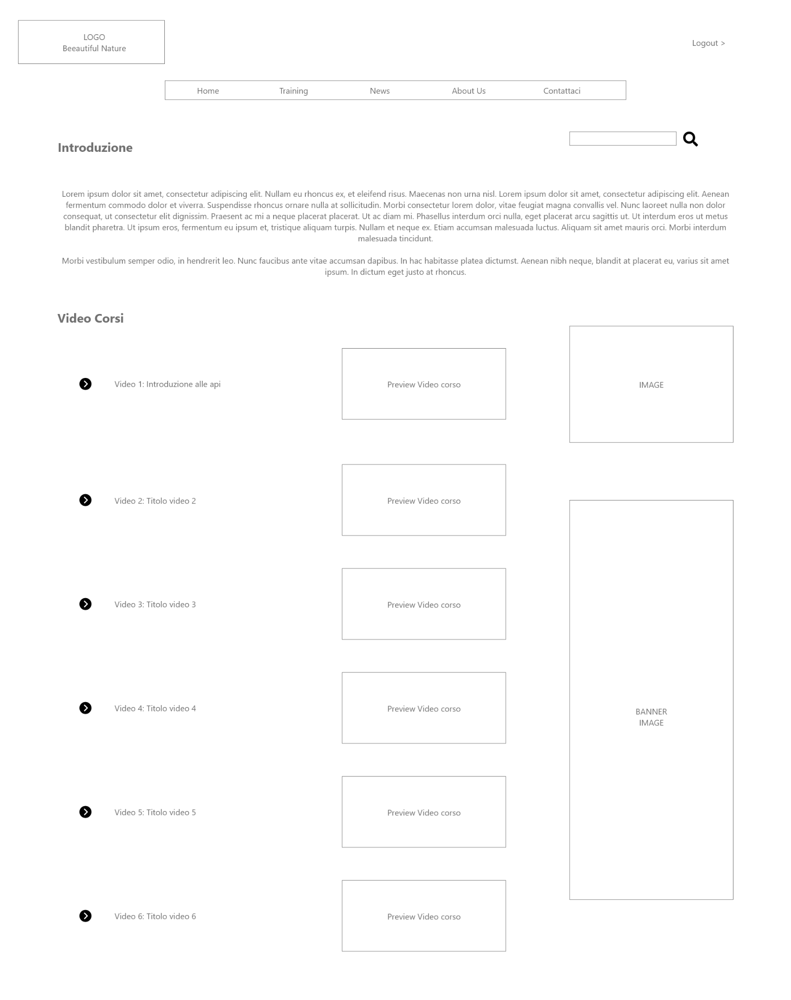 LOGO
Beeautiful Nature
Logout >
Home
Training
News
About Us
Contattaci
Introduzione
Lorem ipsum dolor sit amet, consectetur adipiscing elit. Nullam eu rhoncus ex, et eleifend risus. Maecenas non urna nisl. Lorem ipsum dolor sit amet, consectetur adipiscing elit. Aenean
fermentum commodo dolor et viverra. Suspendisse rhoncus ornare nulla at sollicitudin. Morbi consectetur lorem dolor, vitae feugiat magna convallis vel. Nunc laoreet nulla non dolor
consequat, ut consectetur elit dignissim. Praesent ac mi a neque placerat placerat. Ut ac diam mi. Phasellus interdum orci nulla, eget placerat arcu sagittis ut. Ut interdum eros ut metus
blandit pharetra. Ut ipsum eros, fermentum eu ipsum et, tristique aliquam turpis. Nullam et neque ex. Etiam accumsan malesuada luctus. Aliquam sit amet mauris orci. Morbi interdum
malesuada tincidunt.
Morbi vestibulum semper odio, in hendrerit leo. Nunc faucibus ante vitae accumsan dapibus. In hac habitasse platea dictumst. Aenean nibh neque, blandit at placerat eu, varius sit amet
ipsum. In dictum eget justo at rhoncus.
Video Corsi
Video 1: Introduzione alle api
Preview Video corso
IMAGE
Video 2: Titolo video 2
Preview Video corso
Video 3: Titolo video 3
Preview Video corso
Video 4: Titolo video 4
Preview Video corso
BANNER
IMAGE
Video 5: Titolo video 5
Preview Video corso
Video 6: Titolo video 6
Preview Video corso